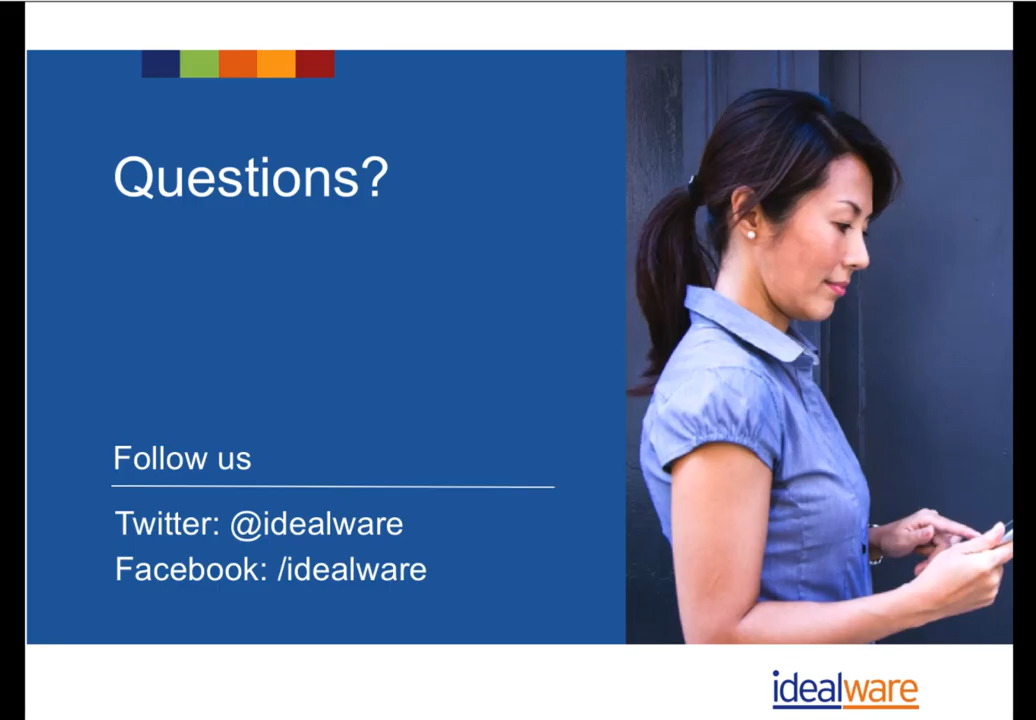 Questions?
Follow us
Twitter: @idealware
Facebook: /idealware
idealware